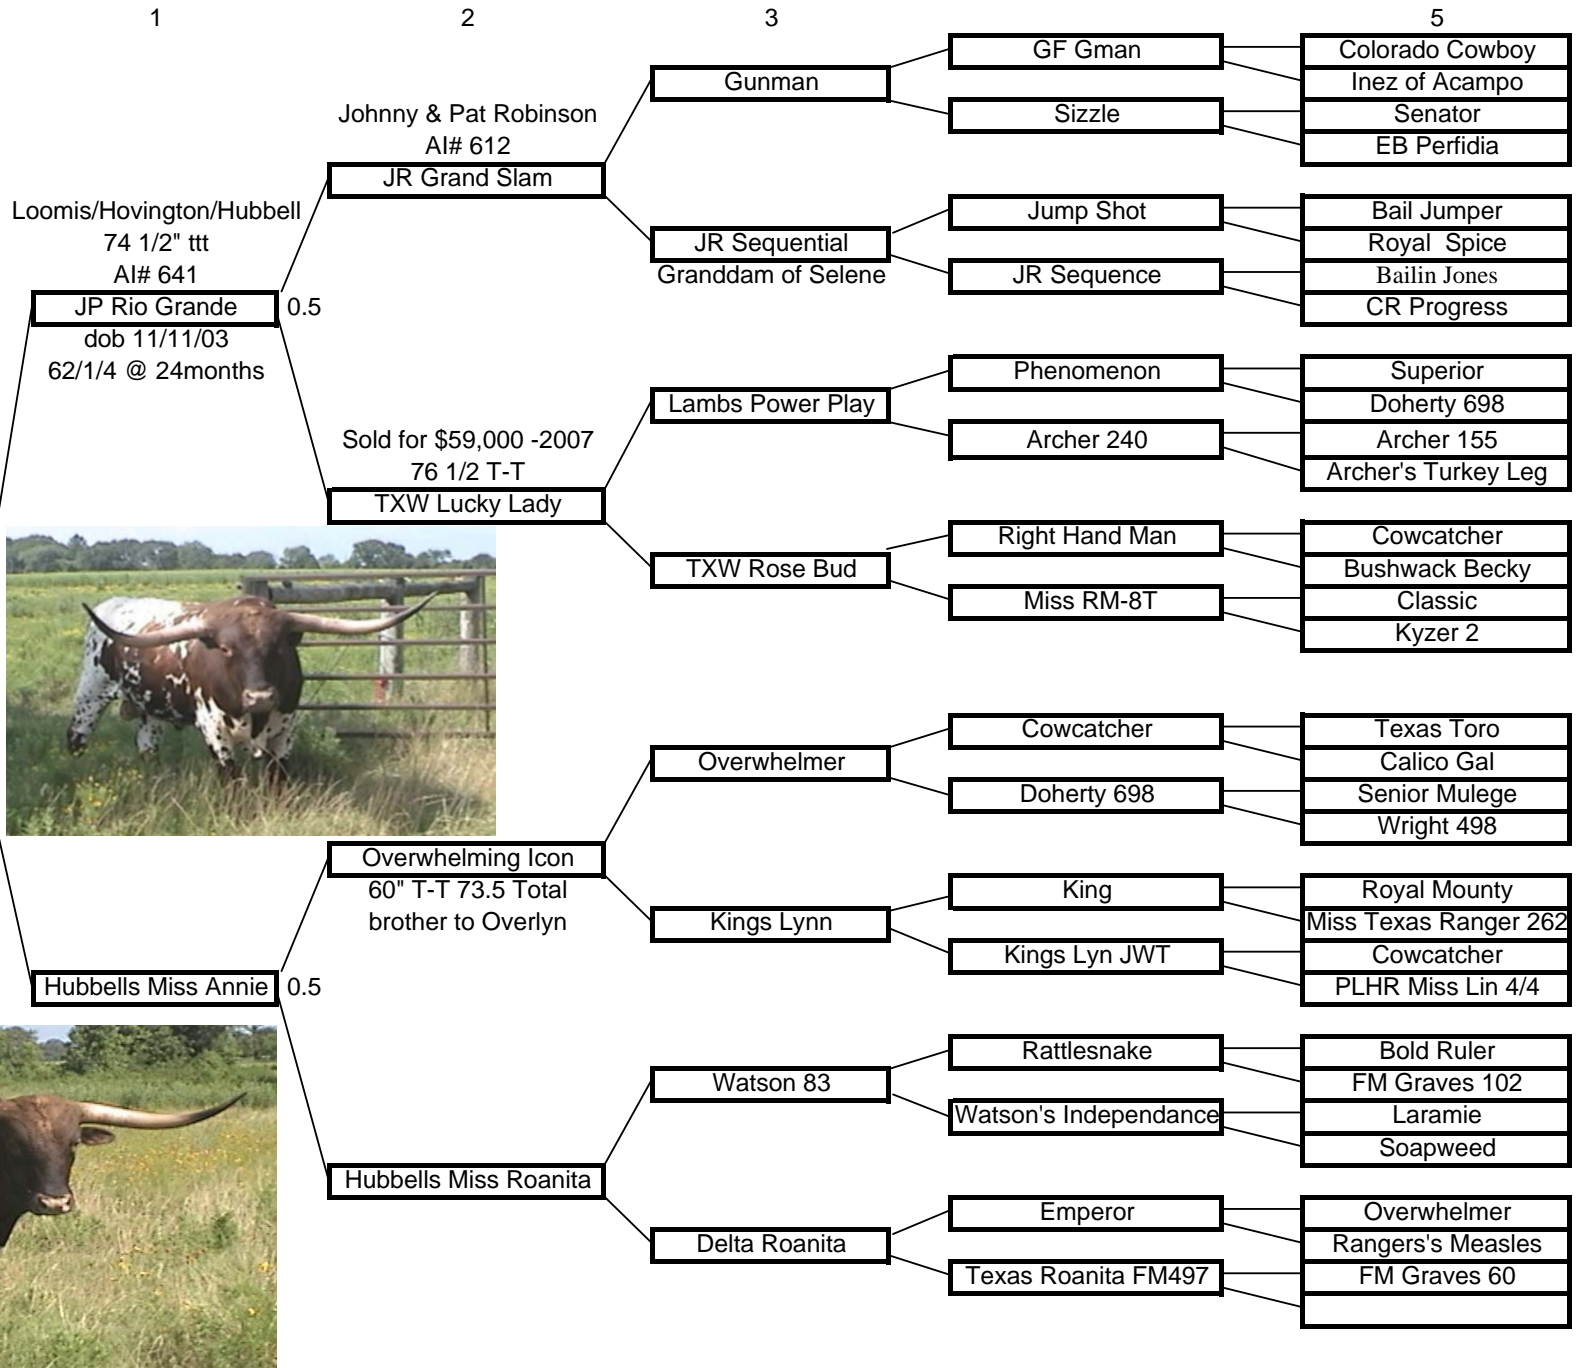 1 2 3 5
Loomis/Hovington/Hubbell
74 1/2" ttt
AI# 641
JP Rio Grande 0.5
dob 11/11/03
62/1/4 @ 24months
Hubbells Miss Annie 0.5
Johnny & Pat Robinson
AI# 612
JR Grand Slam
Sold for $59,000 -2007
76 1/2 T-T
TXW Lucky Lady
Overwhelming Icon
60" T-T 73.5 Total
brother to Overlyn
Hubbells Miss Roanita
Gunman
JR Sequential
Granddam of Selene
Lambs Power Play
TXW Rose Bud
Overwhelmer
Kings Lynn
Watson 83
Delta Roanita
GF Gman
Sizzle
Jump Shot
JR Sequence
Phenomenon
Archer 240
Right Hand Man
Miss RM-8T
Cowcatcher
Doherty 698
King
Kings Lyn JWT
Rattlesnake
Watson's Independance
Emperor
Texas Roanita FM497
Colorado Cowboy
Inez of Acampo
Senator
EB Perfidia
Bail Jumper
Royal  Spice
Bailin Jones
CR Progress
Superior
Doherty 698
Archer 155
Archer's Turkey Leg
Cowcatcher
Bushwack Becky
Classic
Kyzer 2
Texas Toro
Calico Gal
Senior Mulege
Wright 498
Royal Mounty
Miss Texas Ranger 262
Cowcatcher
PLHR Miss Lin 4/4
Bold Ruler
FM Graves 102
Laramie
Soapweed
Overwhelmer
Rangers's Measles
FM Graves 60